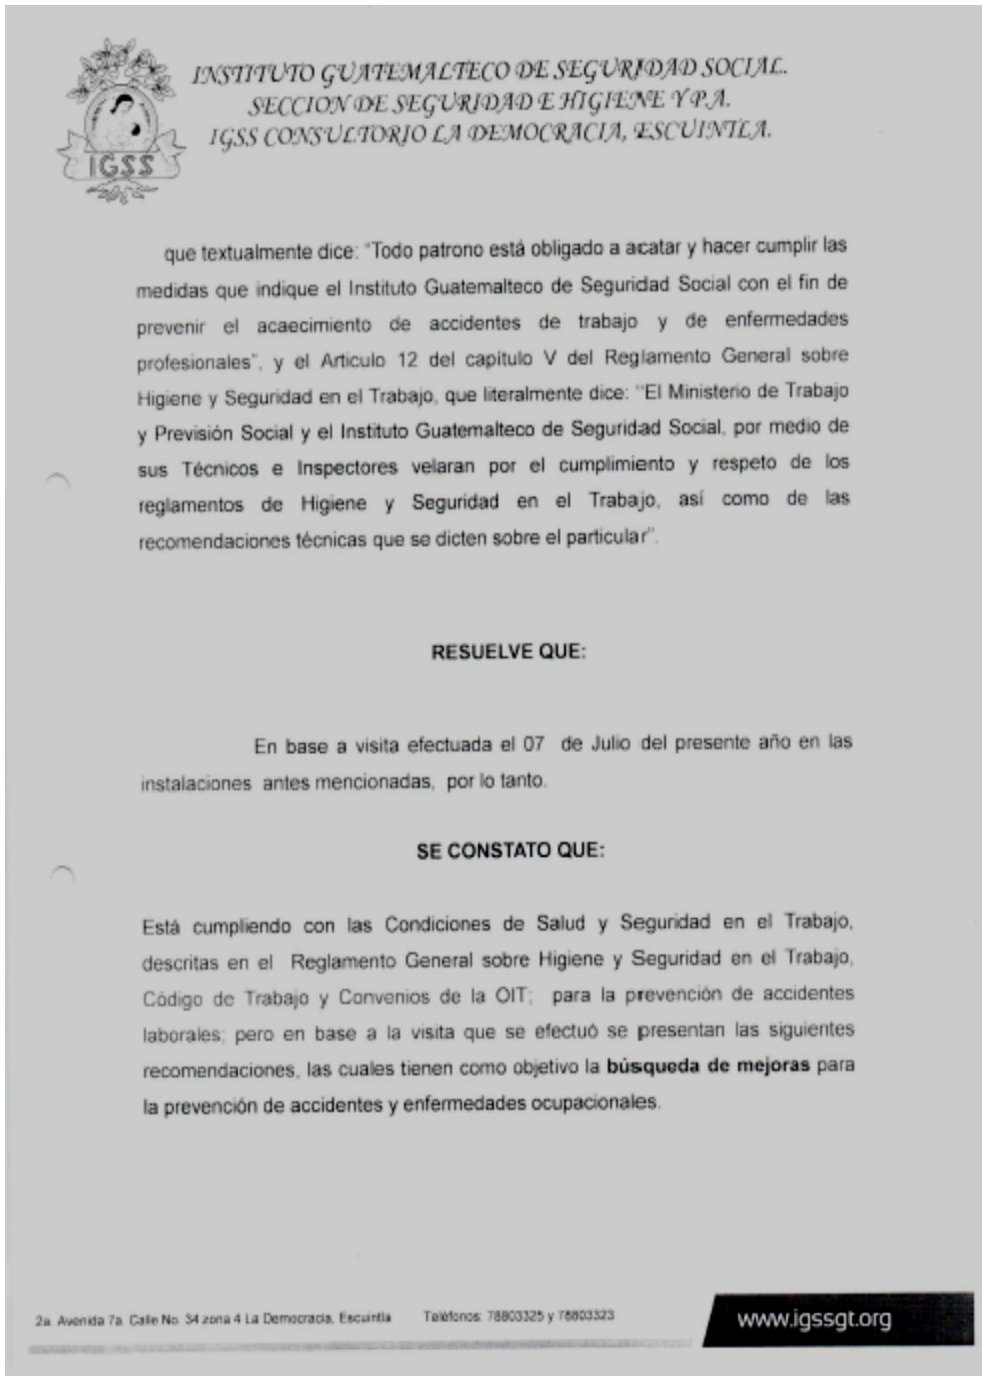 INSTITUTO GUATEMALTECO DE SEGURIDAD SOCIAL.
SECCION DE SEGURIDAD E HIGIENE Y P.A.
IGSS CONSULTORIO LA DEMOCRACIA, ESCUINTLA.
IGSS
que textualmente dice: “Todo patrono está obligado a acatar y hacer cumplir las
medidas que indique el Instituto Guatemalteco de Seguridad Social con el fin de
prevenir el acaecimiento de accidentes de trabajo y de enfermedades
profesionales”, y el Articulo 12 del capitulo V del Reglamento General sobre
Higiene y Seguridad en el Trabajo, que literalmente dice: “El Ministerio de Trabajo
y Previsión Social y el Instituto Guatemalteco de Seguridad Social, por medio de
sus Técnicos e Inspectores velaran por el cumplimiento y respeto de los
reglamentos de Higiene y Seguridad en el Trabajo, así como de las
recomendaciones técnicas que se dicten sobre el particular”.
RESUELVE QUE:
En base a visita efectuada el 07 de Julio del presente año en las
instalaciones antes mencionadas, por lo tanto.
SE CONSTATO QUE:
Está cumpliendo con las Condiciones de Salud y Seguridad en el Trabajo,
descritas en el Reglamento General sobre Higiene y Seguridad en el Trabajo,
Código de Trabajo y Convenios de la OIT; para la prevención de accidentes
laborales; pero en base a la visita que se efectuó se presentan las siguientes
recomendaciones, las cuales tienen como objetivo la búsqueda de mejoras para
la prevención de accidentes y enfermedades ocupacionales.
2a. Avenida 7a. Calle No. 34 zona 4 La Democracia, Escuintla Teléfonos: 78803325 y 78803323
www.igssgt.org